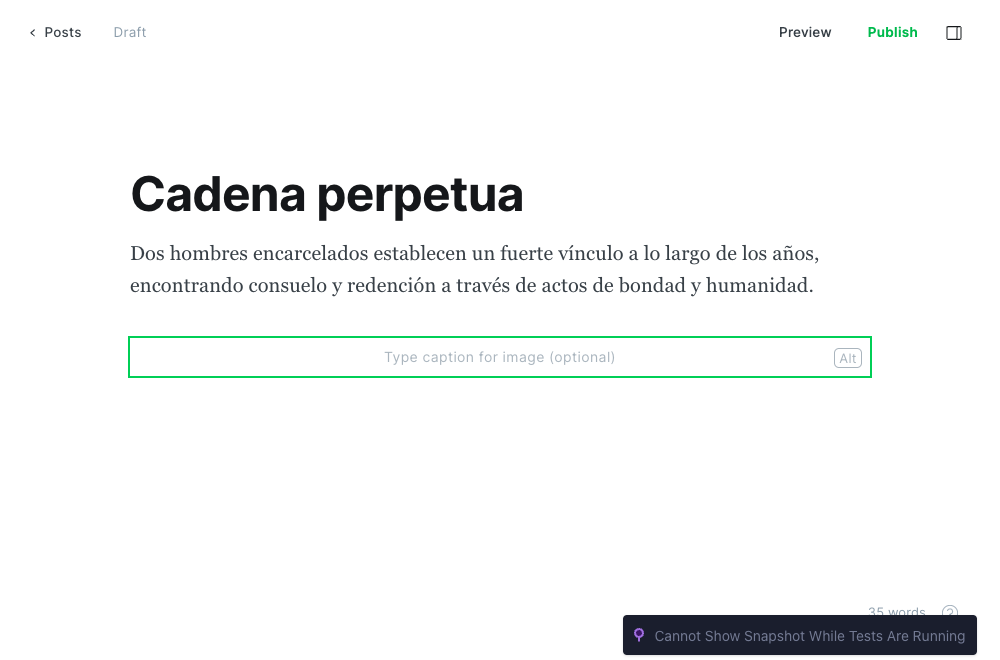 Posts
Draft
Preview
Publish
Cadena perpetua
Dos hombres encarcelados establecen un fuerte vínculo a lo largo de los años,
encontrando consuelo y redención a través de actos de bondad y humanidad.
Type caption for image (optional)
Alt
35 words
?
Cannot Show Snapshot While Tests Are Running